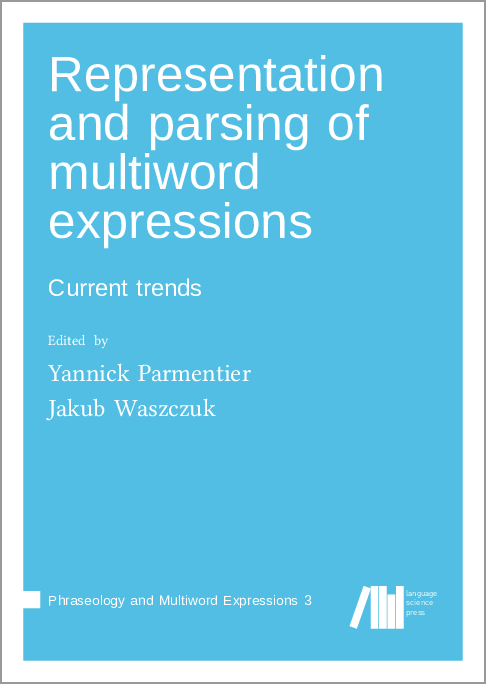 Representation
and parsing of
multiword
expressions
Current trends
Edited by
Yannick Parmentier
Jakub Waszczuk
Phraseology and Multiword Expressions 3
language
science
press